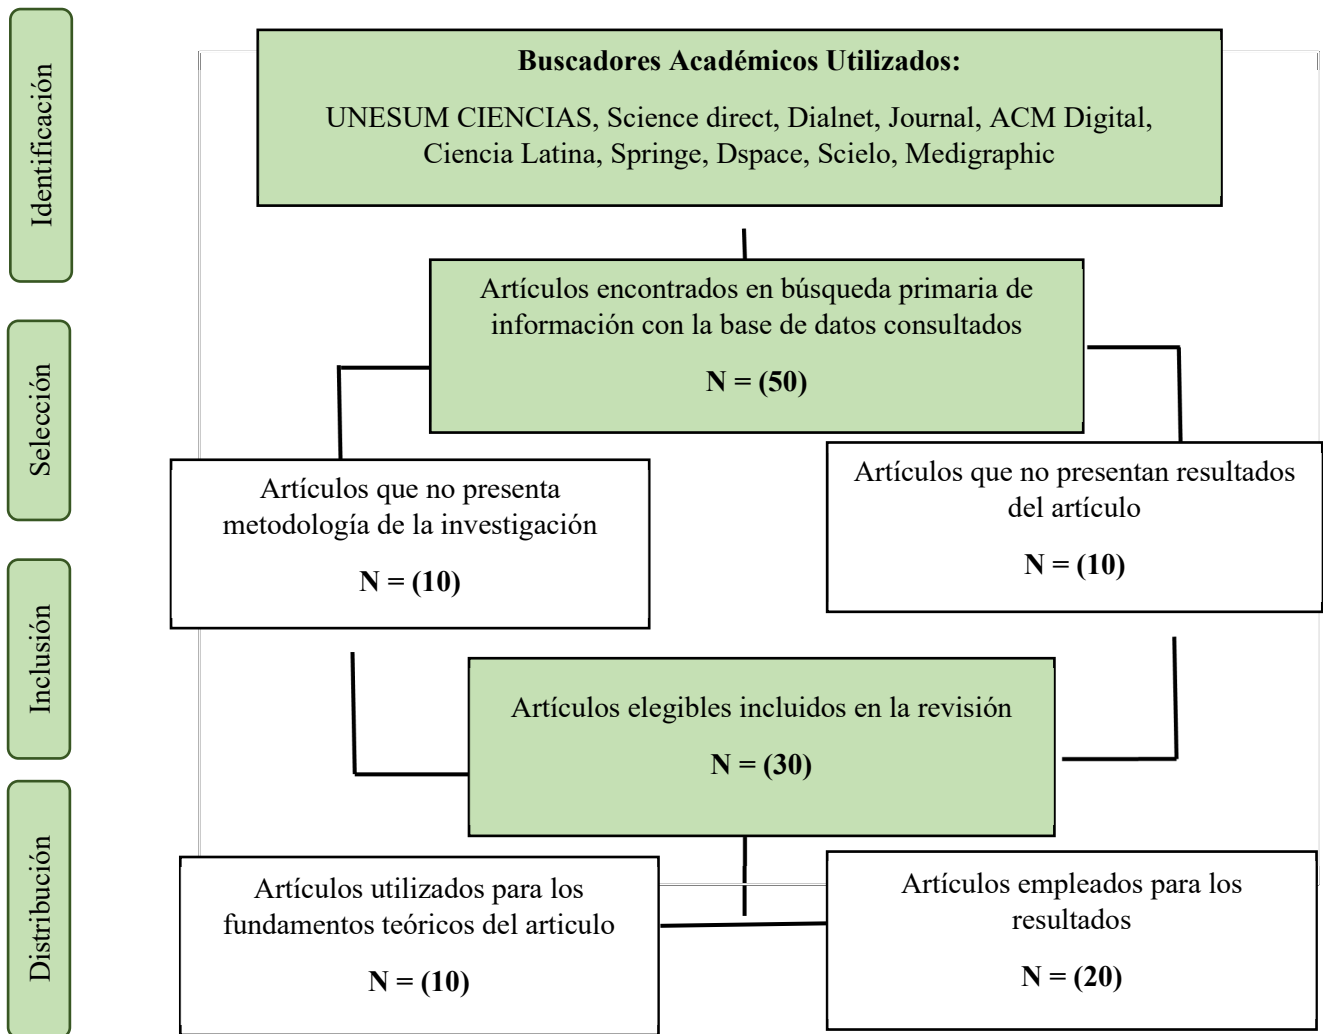 Identificación
Buscadores Académicos Utilizados:
UNESUM CIENCIAS, Science direct, Dialnet, Journal, ACM Digital,
Ciencia Latina, Springe, Dspace, Scielo, Medigraphic
Selección
Artículos encontrados en búsqueda primaria de
información con la base de datos consultados
N = (50)
Artículos que no presenta
metodología de la investigación
N = (10)
Artículos que no presentan resultados
del artículo
N = (10)
Inclusión
Artículos elegibles incluidos en la revisión
N = (30)
Distribución
Artículos utilizados para los
fundamentos teóricos del articulo
N = (10)
Artículos empleados para los
resultados
N = (20)